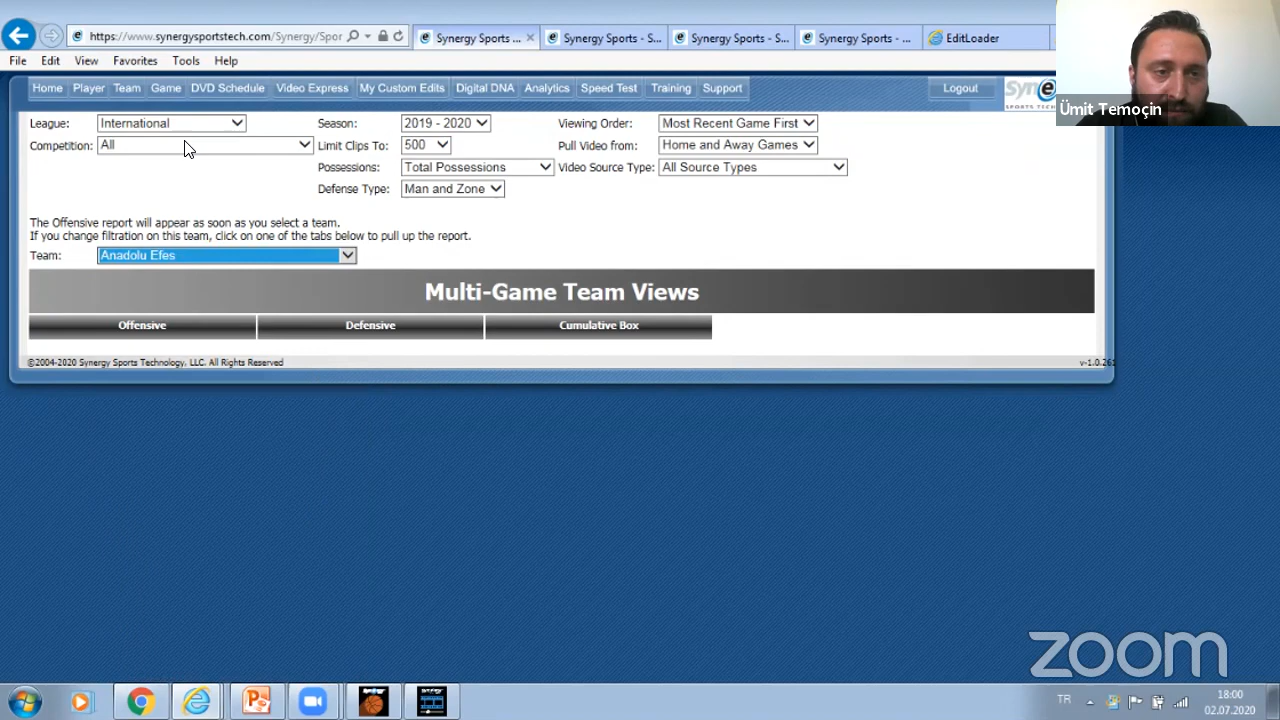 https://www.synergysportstech.com/Synergy/Spor
Synergy Sports ...
Synergy Sports - S...
Synergy Sports - S...
Synergy Sports - ...
EditLoader
File Edit View Favorites Tools Help
Home Player Team Game DVD Schedule Video Express My Custom Edits Digital DNA Analytics Speed Test Training Support Logout
SPORTS TECH
Ümit Temoçin
League: International Season: 2019 - 2020 Viewing Order: Most Recent Game First
Competition: All Limit Clips To: 500 Pull Video from: Home and Away Games
Possessions: Total Possessions Video Source Type: All Source Types
Defense Type: Man and Zone
The Offensive report will appear as soon as you select a team.
If you change filtration on this team, click on one of the tabs below to pull up the report.
Team: Anadolu Efes
Multi-Game Team Views
Offensive Defensive Cumulative Box
©2004-2020 Synergy Sports Technology, LLC. All Rights Reserved v-1.0.261
zoom
TR 18:00
02.07.2020